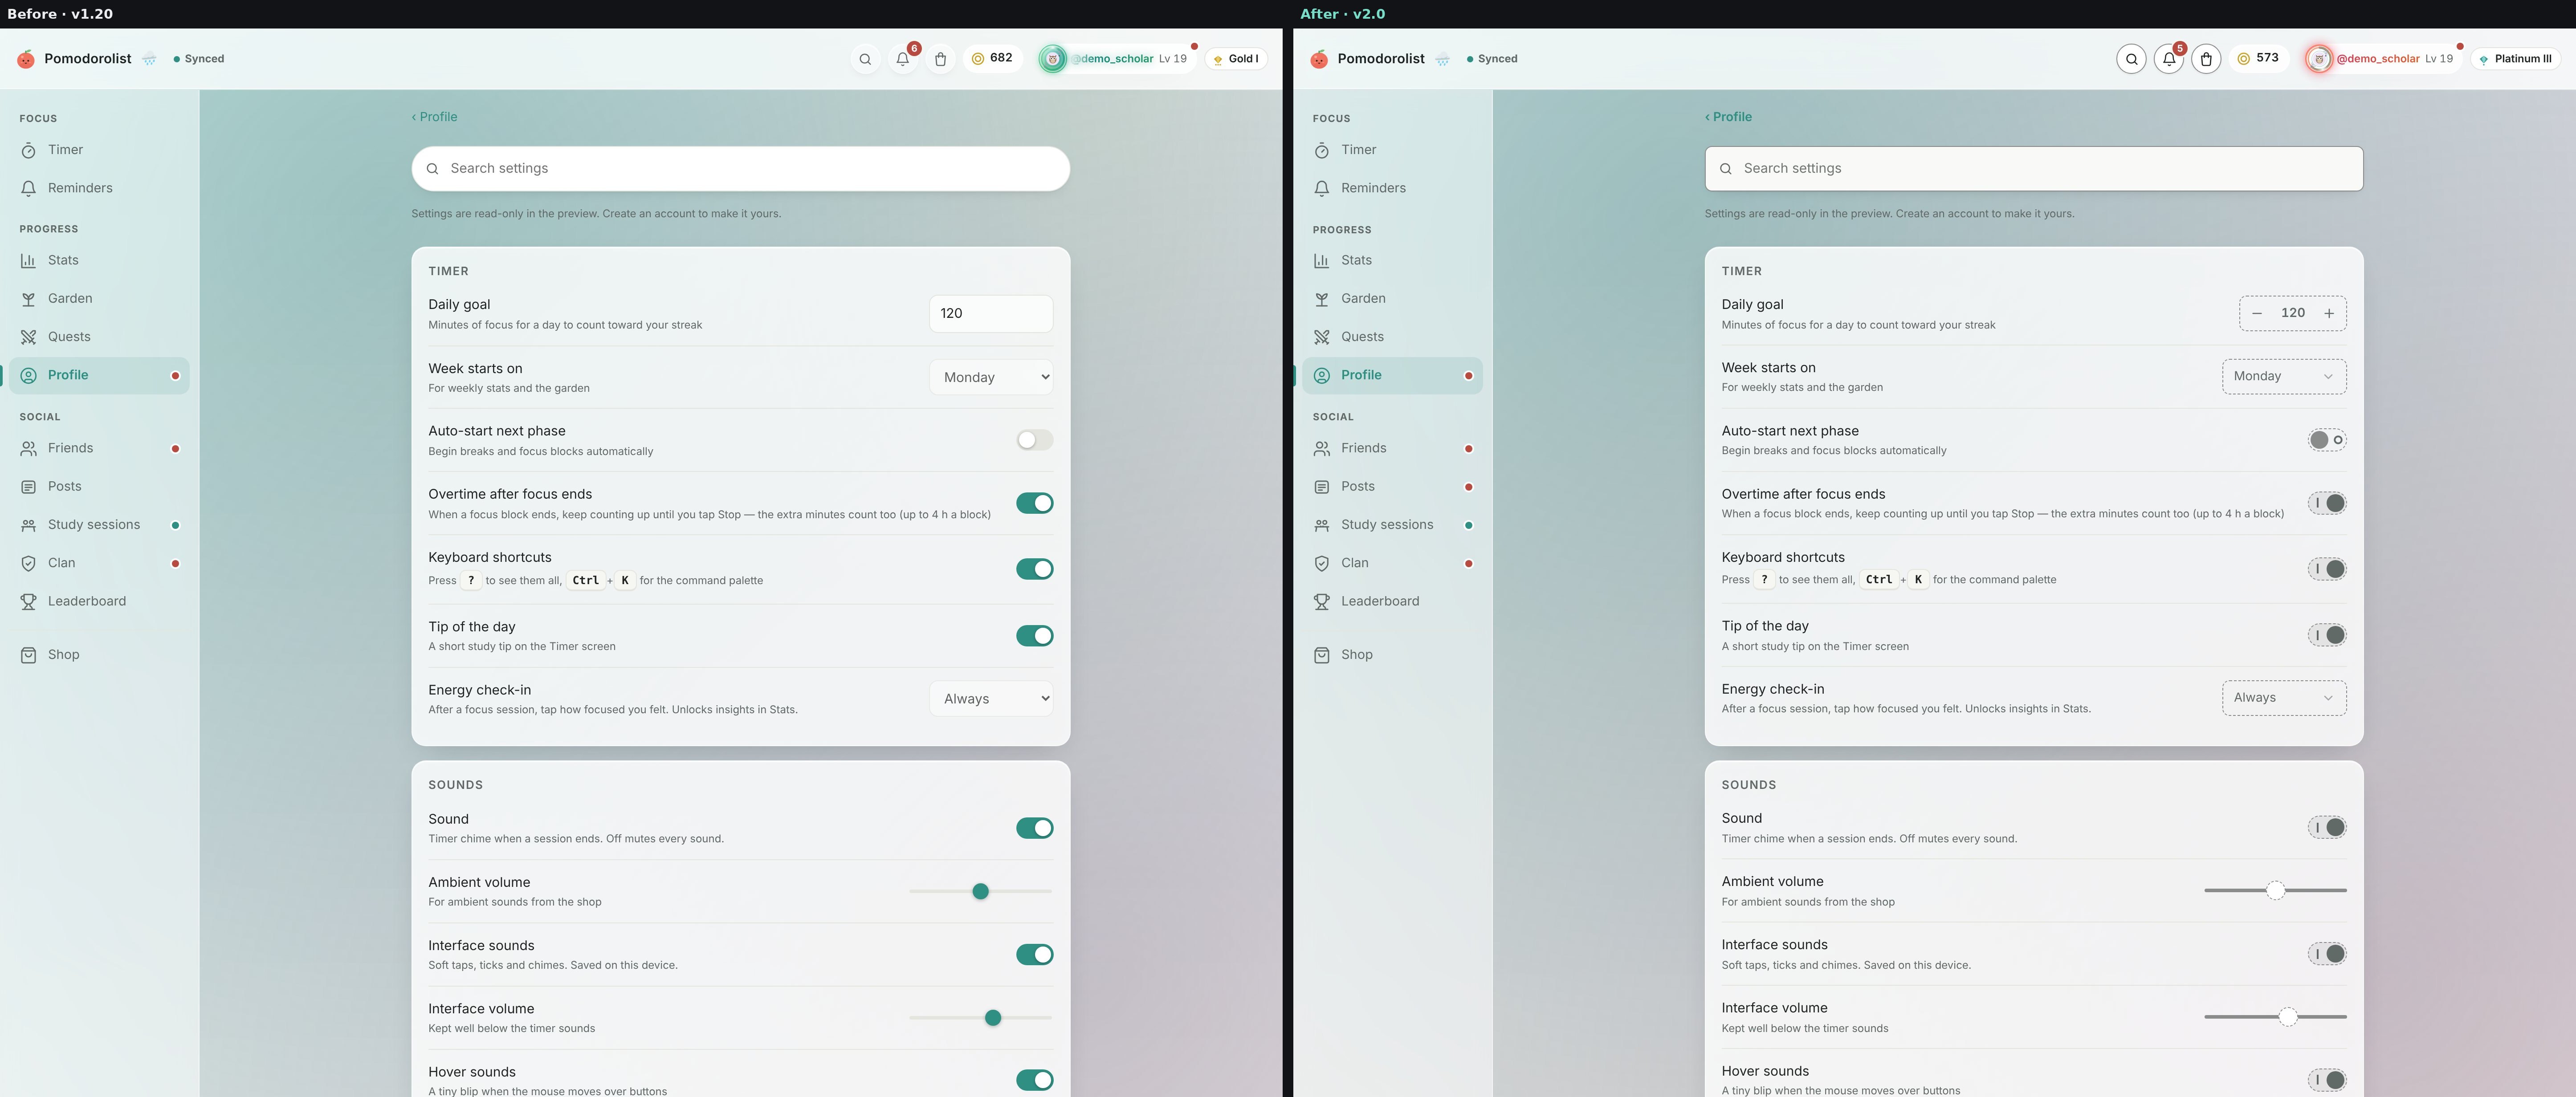 Before · v1.20
Pomodorolist
Synced
6
682
@demo_scholar Lv 19
Gold I
FOCUS
Timer
Reminders
PROGRESS
Stats
Garden
Quests
Profile
SOCIAL
Friends
Posts
Study sessions
Clan
Leaderboard
Shop
‹ Profile
Search settings
Settings are read-only in the preview. Create an account to make it yours.
TIMER
Daily goal
Minutes of focus for a day to count toward your streak
120
Week starts on
For weekly stats and the garden
Monday
Auto-start next phase
Begin breaks and focus blocks automatically
Overtime after focus ends
When a focus block ends, keep counting up until you tap Stop — the extra minutes count too (up to 4 h a block)
Keyboard shortcuts
Press ? to see them all, Ctrl + K for the command palette
Tip of the day
A short study tip on the Timer screen
Energy check-in
After a focus session, tap how focused you felt. Unlocks insights in Stats.
Always
SOUNDS
Sound
Timer chime when a session ends. Off mutes every sound.
Ambient volume
For ambient sounds from the shop
Interface sounds
Soft taps, ticks and chimes. Saved on this device.
Interface volume
Kept well below the timer sounds
Hover sounds
A tiny blip when the mouse moves over buttons
After · v2.0
Pomodorolist
Synced
5
573
@demo_scholar Lv 19
Platinum III
FOCUS
Timer
Reminders
PROGRESS
Stats
Garden
Quests
Profile
SOCIAL
Friends
Posts
Study sessions
Clan
Leaderboard
Shop
‹ Profile
Search settings
Settings are read-only in the preview. Create an account to make it yours.
TIMER
Daily goal
Minutes of focus for a day to count toward your streak
− 120 +
Week starts on
For weekly stats and the garden
Monday
Auto-start next phase
Begin breaks and focus blocks automatically
Overtime after focus ends
When a focus block ends, keep counting up until you tap Stop — the extra minutes count too (up to 4 h a block)
Keyboard shortcuts
Press ? to see them all, Ctrl + K for the command palette
Tip of the day
A short study tip on the Timer screen
Energy check-in
After a focus session, tap how focused you felt. Unlocks insights in Stats.
Always
SOUNDS
Sound
Timer chime when a session ends. Off mutes every sound.
Ambient volume
For ambient sounds from the shop
Interface sounds
Soft taps, ticks and chimes. Saved on this device.
Interface volume
Kept well below the timer sounds
Hover sounds
A tiny blip when the mouse moves over buttons